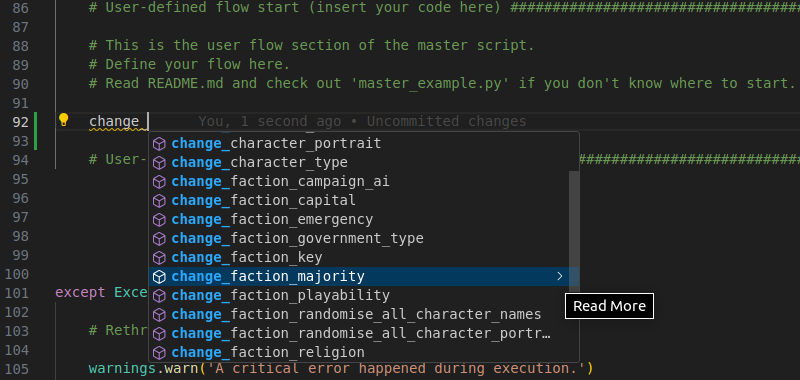 86 # User-defined flow start (insert your code here) ##################################
87
88 # This is the user flow section of the master script.
89 # Define your flow here.
90 # Read README.md and check out 'master_example.py' if you don't know where to start.
91
92 change_ You, 1 second ago • Uncommitted changes
93
change_character_portrait
94 # User- ##########################
change_character_type
95
change_faction_campaign_ai
96
change_faction_capital
97
change_faction_emergency
98
change_faction_government_type
99
change_faction_key
100
change_faction_majority
101 except Exce
change_faction_playability
Read More
102
change_faction_randomise_all_character_names
103 # Rethr
change_faction_randomise_all_character_portr…
104
change_faction_religion
105 warnings.warn('A critical error happened during execution.')